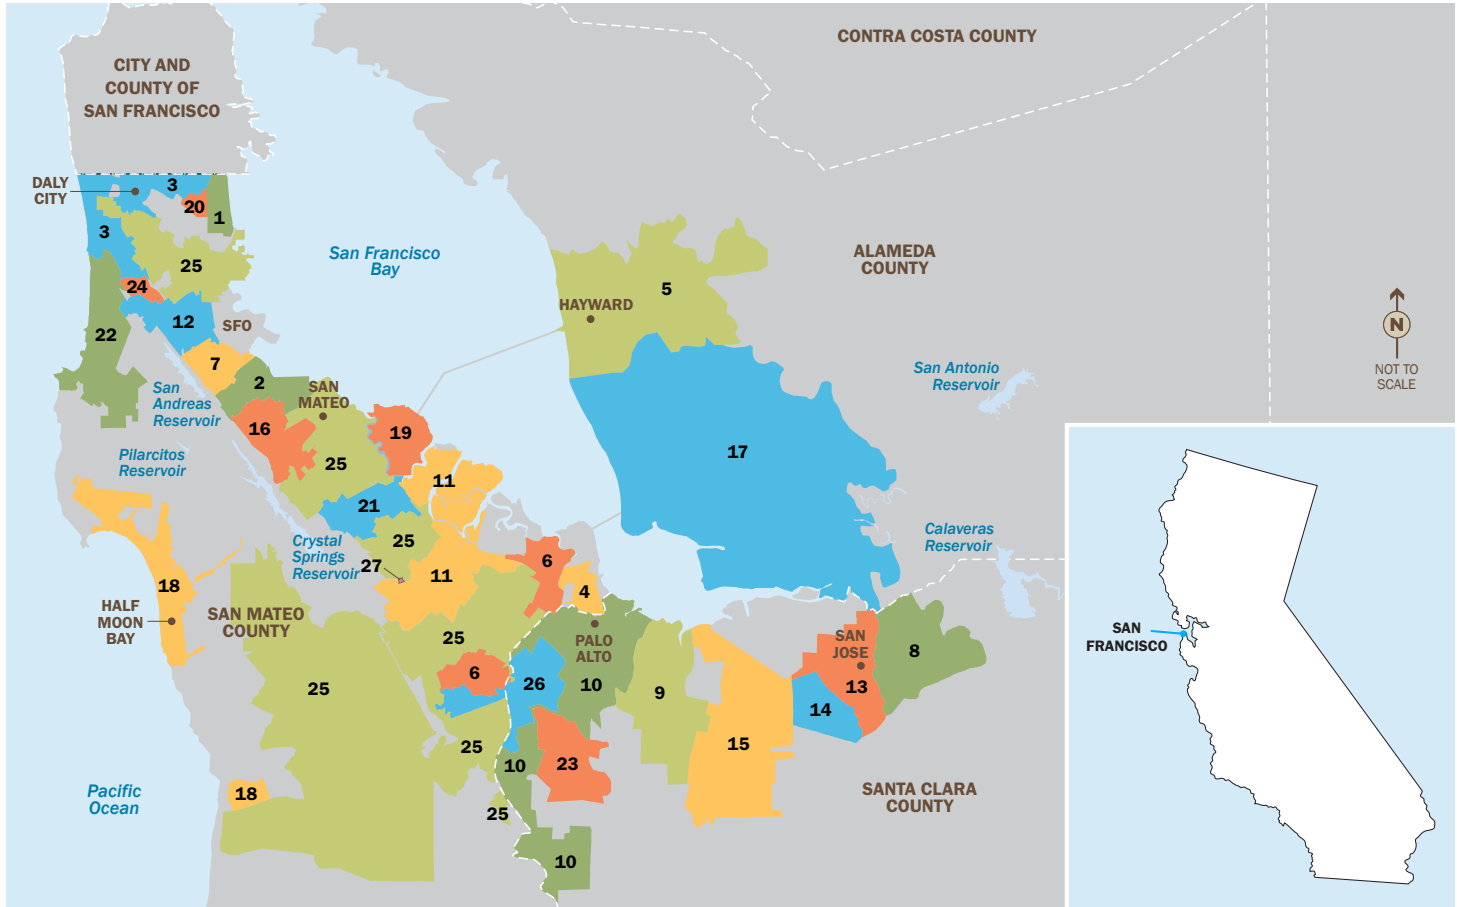 CONTRA COSTA COUNTY
CITY AND
COUNTY OF
SAN FRANCISCO
DALY
CITY
3
20
1
3
San Francisco
Bay
ALAMEDA
COUNTY
25
24
5
HAYWARD
12
SFO
22
N
NOT TO
SCALE
7
2
San
Andreas
Reservoir
SAN
MATEO
San Antonio
Reservoir
16
19
Pilarcitos
Reservoir
25
17
11
21
Crystal
Springs
Reservoir
25
27
Calaveras
Reservoir
6
11
4
18
HALF
MOON
BAY
SAN MATEO
COUNTY
25
PALO
ALTO
SAN
JOSE
8
SAN
FRANCISCO
6
26
10
9
13
25
14
25
15
10
23
Pacific
Ocean
18
25
SANTA CLARA
COUNTY
10